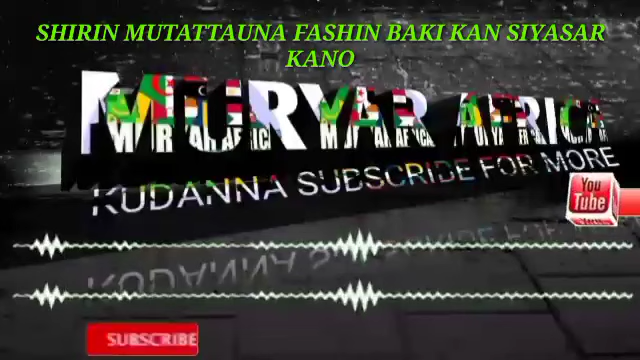 SHIRIN MUTATTAUNA FASHIN BAKI KAN SIYASAR
KANO
MURYAR AFRICA
KUDANNA SUBSCRIBE FOR MORE
You
Tube
SUBSCRIBE